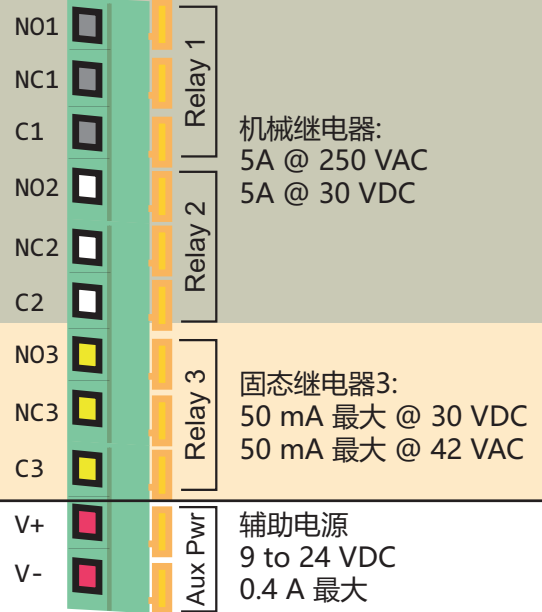 NO1
NC1
C1
Relay 1
NO2
NC2
C2
Relay 2
机械继电器:
5A @ 250 VAC
5A @ 30 VDC
NO3
NC3
C3
Relay 3
固态继电器3:
50 mA 最大 @ 30 VDC
50 mA 最大 @ 42 VAC
V+
V-
Aux Pwr
辅助电源
9 to 24 VDC
0.4 A 最大